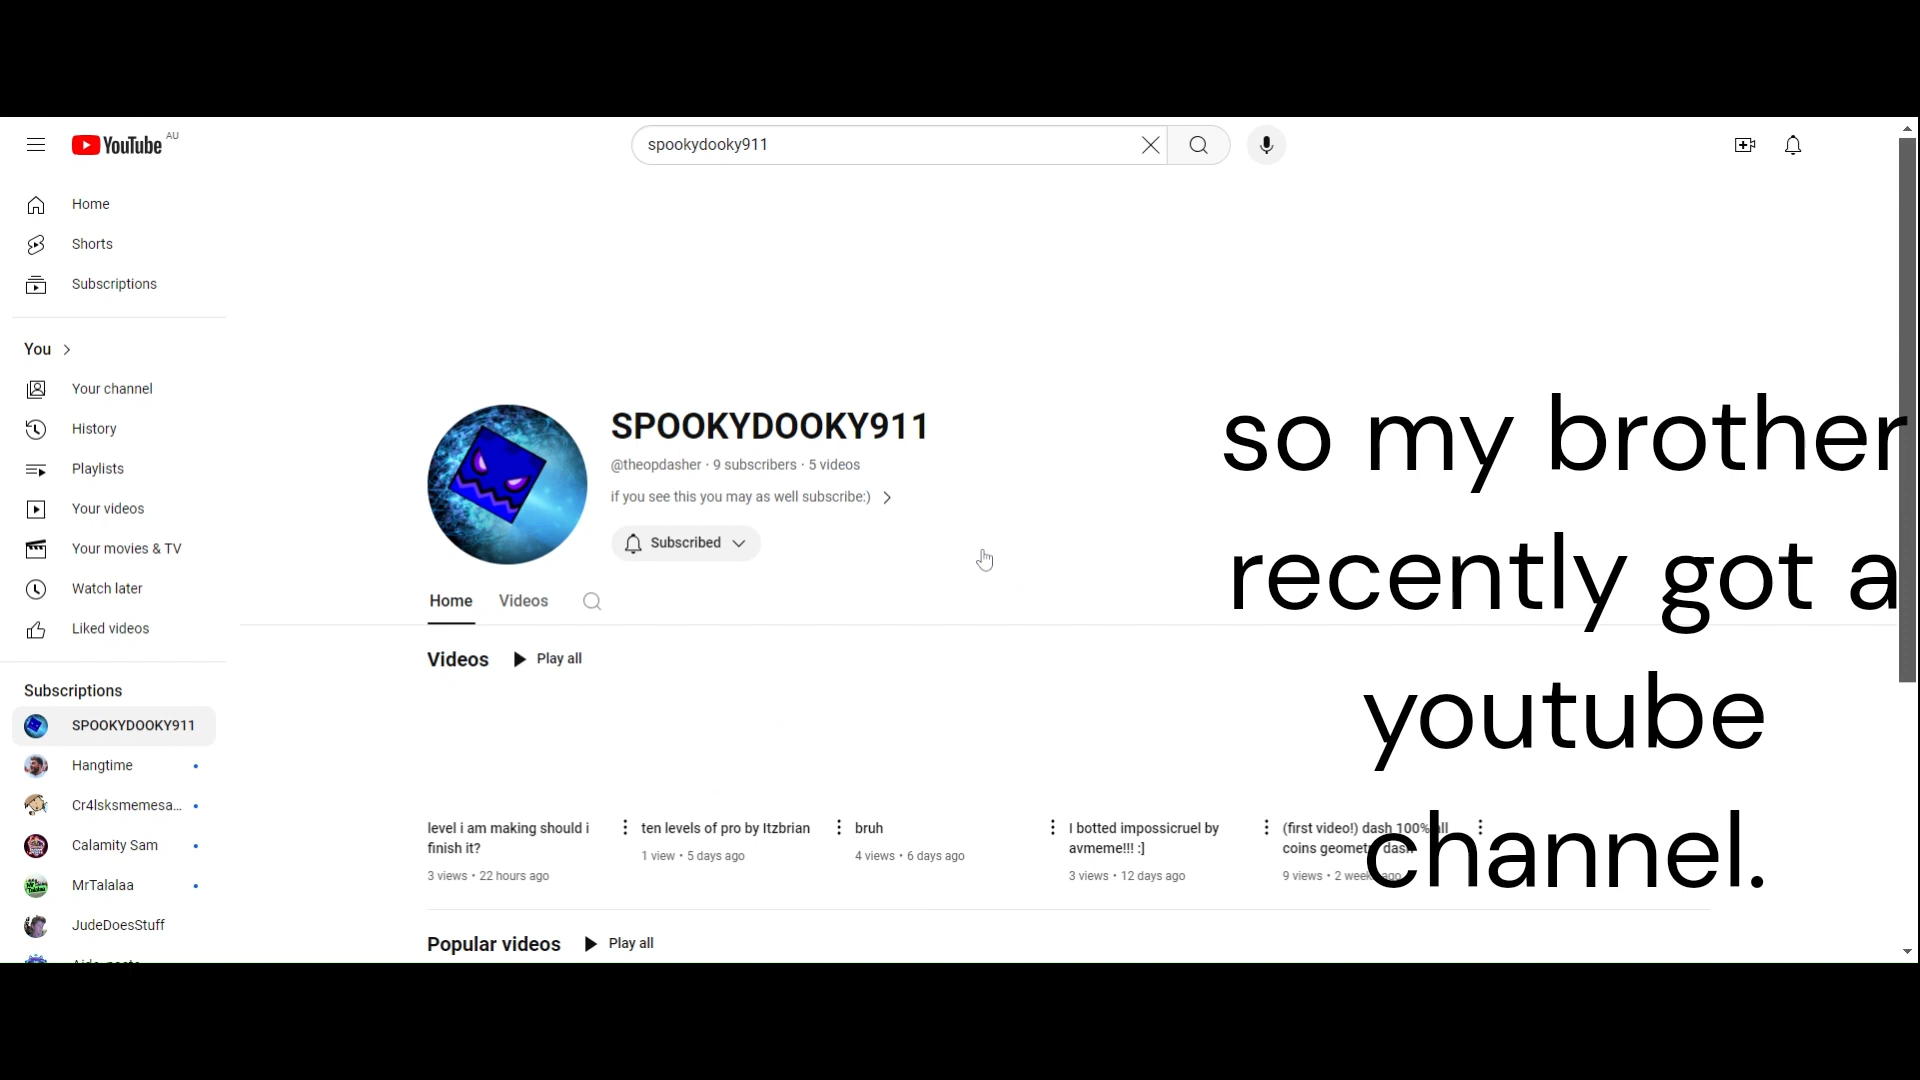 YouTube AU
spookydooky911
Home
Shorts
Subscriptions
You
Your channel
History
Playlists
Your videos
Your movies & TV
Watch later
Liked videos
Subscriptions
SPOOKYDOOKY911
Hangtime
Cr4lsksmemesa...
Calamity Sam
MrTalalaa
JudeDoesStuff
SPOOKYDOOKY911
@theopdasher · 9 subscribers · 5 videos
if you see this you may as well subscribe:)
Subscribed
Home Videos
Videos Play all
level i am making should i
finish it?
3 views • 22 hours ago
ten levels of pro by Itzbrian
1 view • 5 days ago
bruh
4 views • 6 days ago
I botted impossicruel by
avmeme!!! :]
3 views • 12 days ago
(first video!) dash 100% all
coins geometry dash
9 views • 2 weeks ago
Popular videos Play all
so my brother
recently got a
youtube
channel.